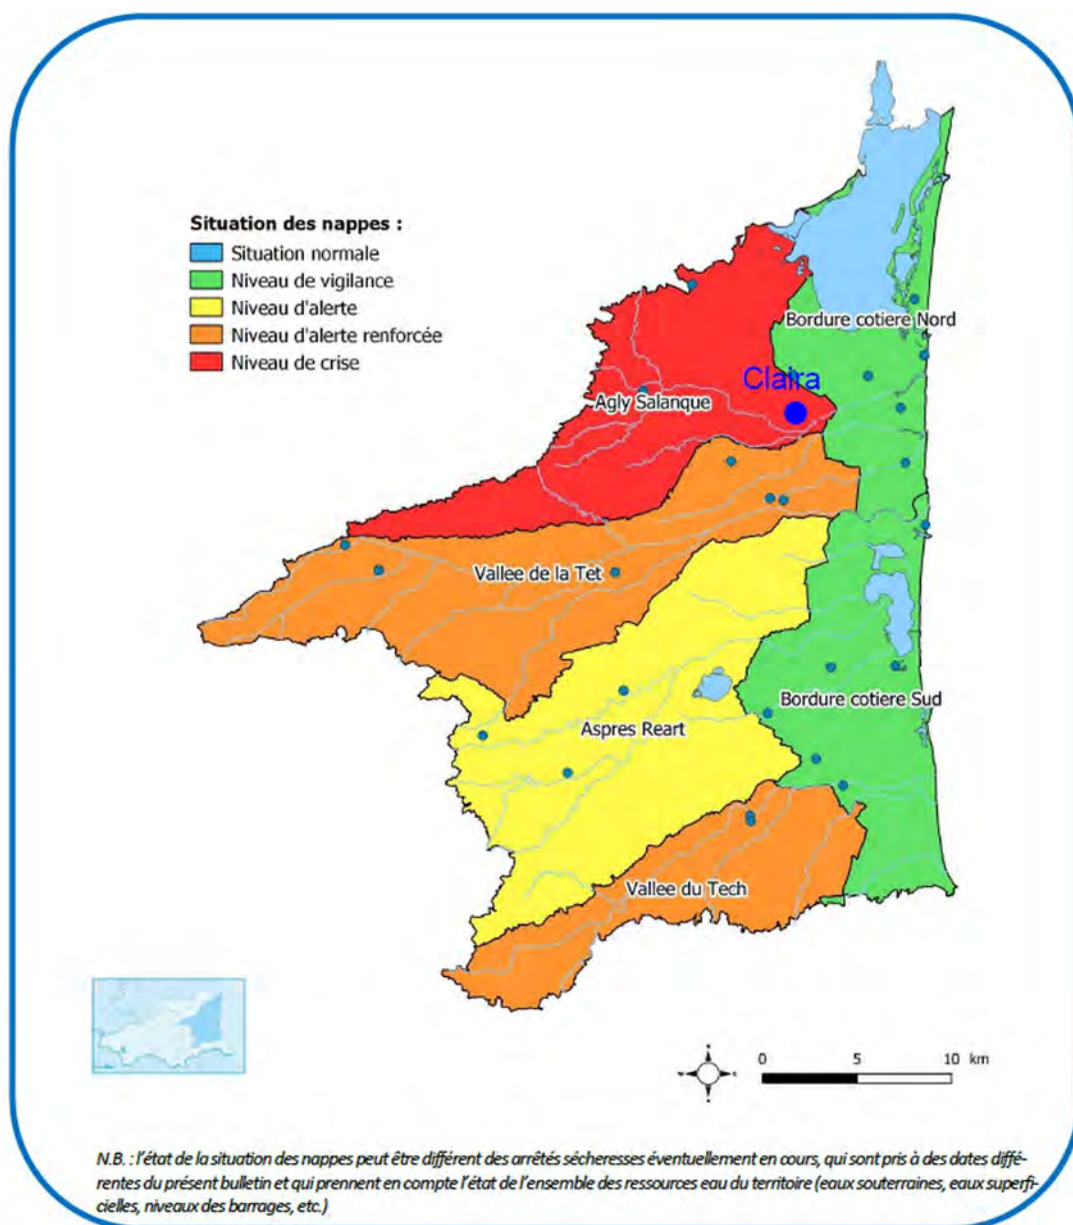 Situation des nappes :
Situation normale
Niveau de vigilance
Niveau d'alerte
Niveau d'alerte renforcée
Niveau de crise
Bordure cotiere Nord
Claira
Agly Salanque
Vallee de la Tet
Bordure cotiere Sud
Aspres Reart
Vallee du Tech
N
W
E
S
0 5 10 km
N.B. : l'état de la situation des nappes peut être différent des arrêtés sécheresses éventuellement en cours, qui sont pris à des dates diffé-
rentes du présent bulletin et qui prennent en compte l'état de l'ensemble des ressources eau du territoire (eaux souterraines, eaux superfi-
cielles, niveaux des barrages, etc.)